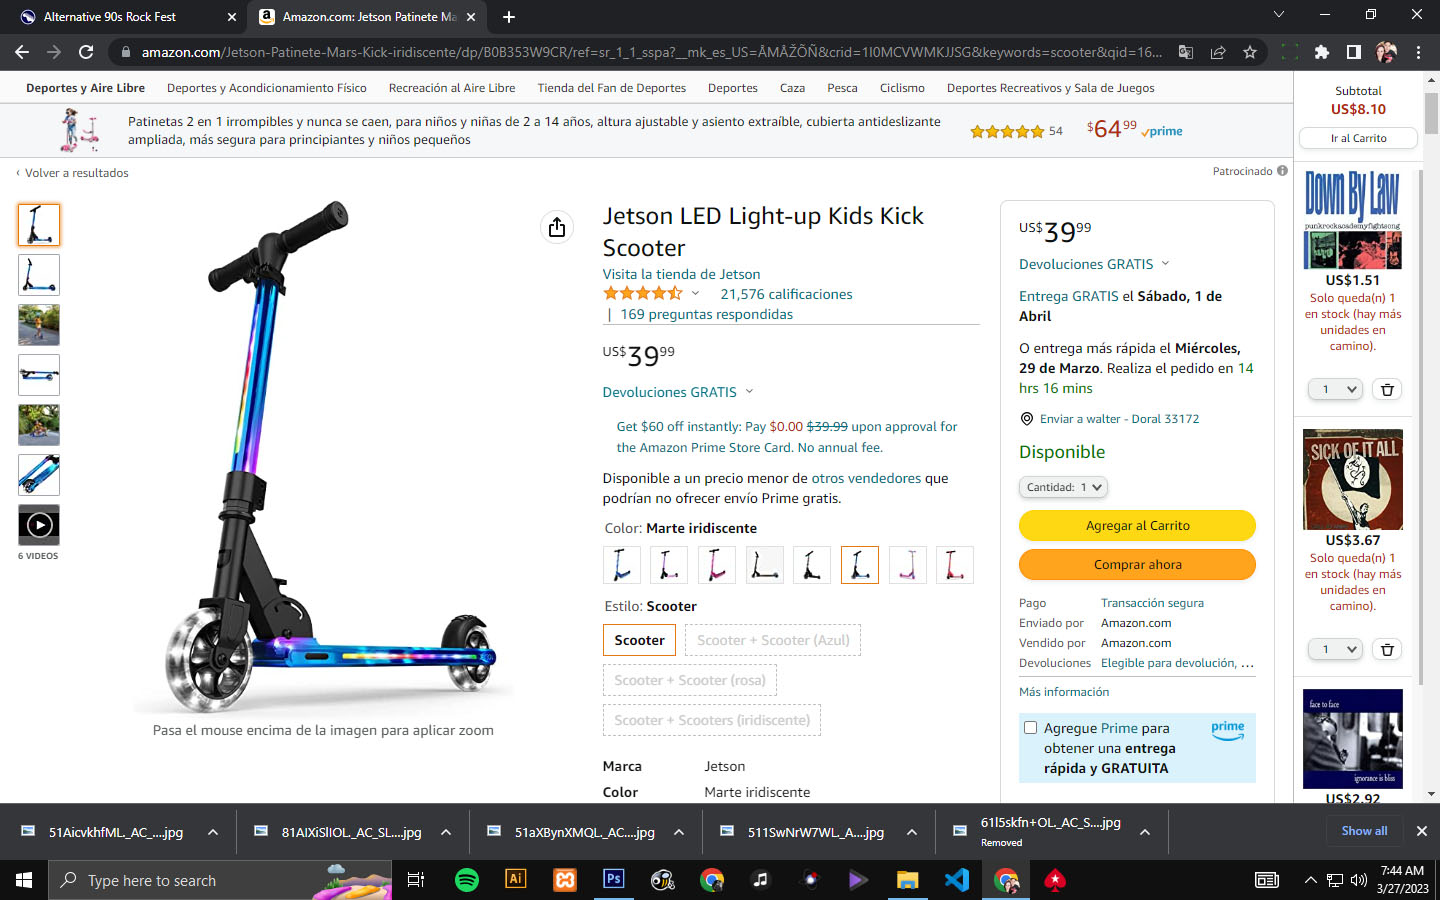 Alternative 90s Rock Fest
Amazon.com: Jetson Patinete Ma
amazon.com/Jetson-Patinete-Mars-Kick-iridiscente/dp/B0B353W9CR/ref=sr_1_1_sspa?__mk_es_US=ÅMÅŽÕÑ&crid=1I0MCVWMKJJSG&keywords=scooter&qid=16...
Deportes y Aire Libre
Deportes y Acondicionamiento Físico
Recreación al Aire Libre
Tienda del Fan de Deportes
Deportes
Caza
Pesca
Ciclismo
Deportes Recreativos y Sala de Juegos
Patinetas 2 en 1 irrompibles y nunca se caen, para niños y niñas de 2 a 14 años, altura ajustable y asiento extraíble, cubierta antideslizante
ampliada, más segura para principiantes y niños pequeños
54
$64 99
prime
Patrocinado
‹ Volver a resultados
6 VIDEOS
Pasa el mouse encima de la imagen para aplicar zoom
Jetson LED Light-up Kids Kick
Scooter
Visita la tienda de Jetson
21,576 calificaciones
| 169 preguntas respondidas
US$39 99
Devoluciones GRATIS
Get $60 off instantly: Pay $0.00 $39.99 upon approval for
the Amazon Prime Store Card. No annual fee.
Disponible a un precio menor de otros vendedores que
podrían no ofrecer envío Prime gratis.
Color: Marte iridiscente
Estilo: Scooter
Scooter
Scooter + Scooter (Azul)
Scooter + Scooter (rosa)
Scooter + Scooters (iridiscente)
Marca Jetson
Color Marte iridiscente
US$39 99
Devoluciones GRATIS
Entrega GRATIS el Sábado, 1 de
Abril
O entrega más rápida el Miércoles,
29 de Marzo. Realiza el pedido en 14
hrs 16 mins
Enviar a walter - Doral 33172
Disponible
Cantidad: 1
Agregar al Carrito
Comprar ahora
Pago Transacción segura
Enviado por Amazon.com
Vendido por Amazon.com
Devoluciones Elegible para devolución, ...
Más información
Agregue Prime para
obtener una entrega
rápida y GRATUITA
prime
Subtotal
US$8.10
Ir al Carrito
Down By Law
punkrockacademyfightsong
US$1.51
Solo queda(n) 1
en stock (hay más
unidades en
camino).
1
SICK OF IT ALL
US$3.67
Solo queda(n) 1
en stock (hay más
unidades en
camino).
1
face to face
ignorance is bliss
US$2.92
51AicvkhfML._AC_....jpg
81AIXiSlIOL._AC_SL....jpg
51aXBynXMQL._AC....jpg
511SwNrW7WL._A....jpg
61l5skfn+OL._AC_S....jpg
Removed
Show all
Type here to search
Ai
Ps
7:44 AM
3/27/2023